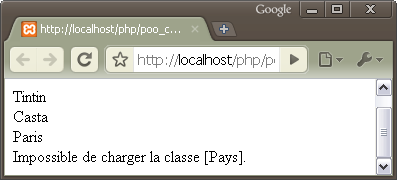 Google
http://localhost/php/poo_c...
http://localhost/php/p
Tintin
Casta
Paris
Impossible de charger la classe [Pays].